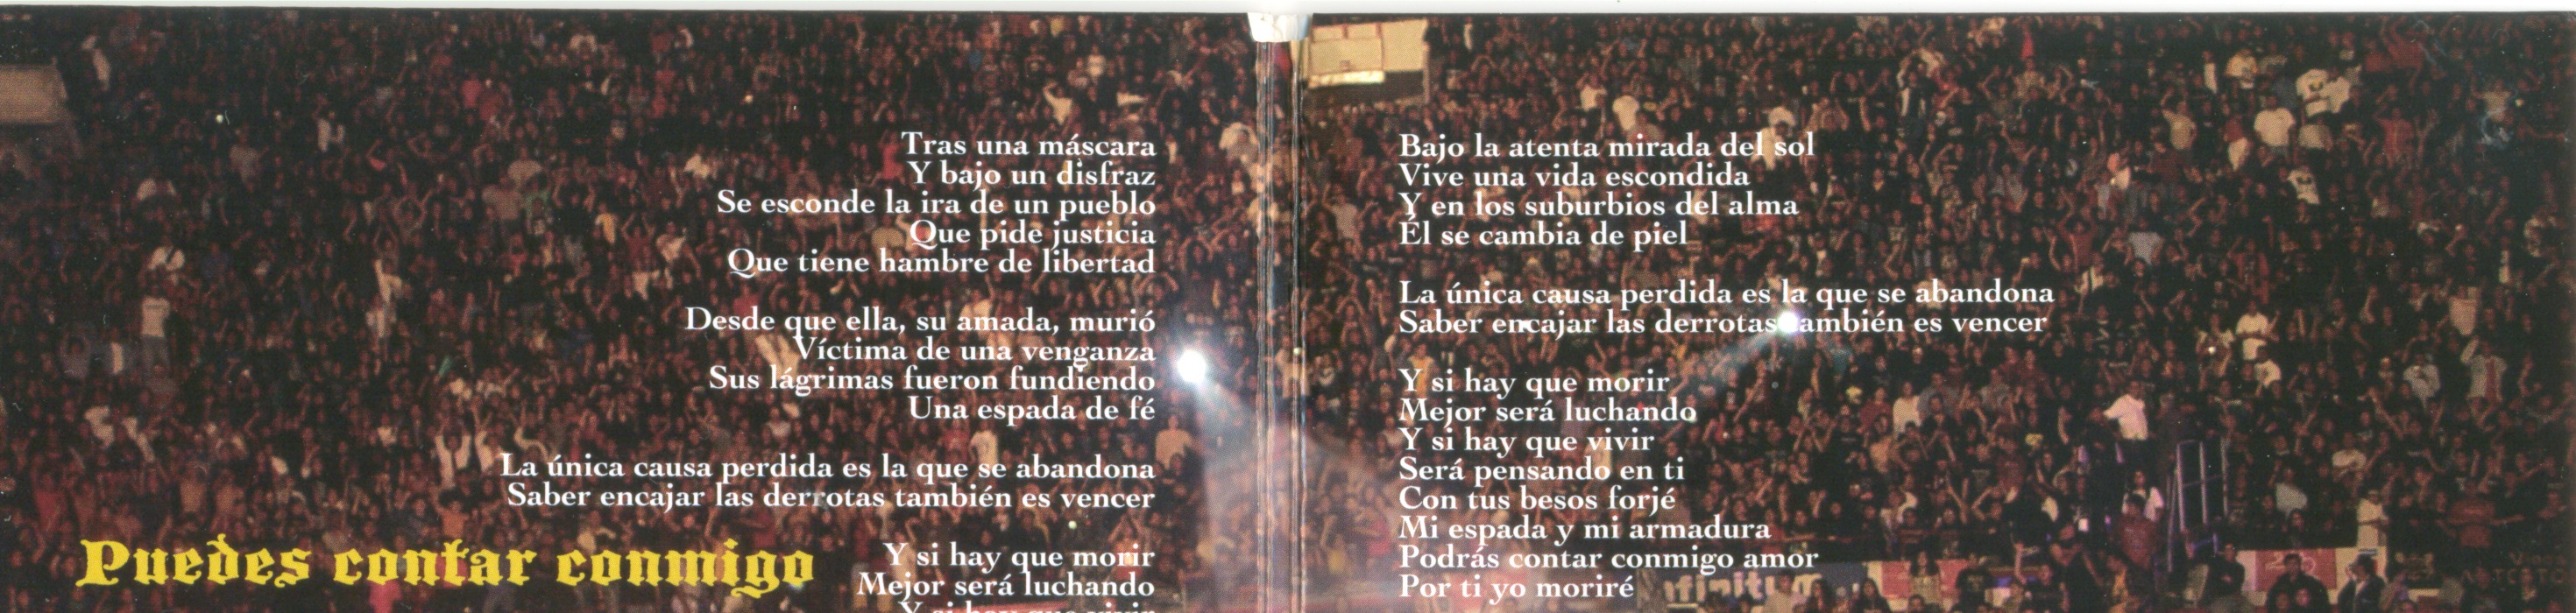 Tras una máscara
Y bajo un disfraz
Se esconde la ira de un pueblo
Que pide justicia
Que tiene hambre de libertad
Desde que ella, su amada, murió
Víctima de una venganza
Sus lágrimas fueron fundiendo
Una espada de fé
La única causa perdida es la que se abandona
Saber encajar las derrotas también es vencer
Puedes contar conmigo
Y si hay que morir
Mejor será luchando
Y si hay que vivir
Bajo la atenta mirada del sol
Vive una vida escondida
Y en los suburbios del alma
Él se cambia de piel
La única causa perdida es la que se abandona
Saber encajar las derrotas también es vencer
Y si hay que morir
Mejor será luchando
Y si hay que vivir
Será pensando en ti
Con tus besos forjé
Mi espada y mi armadura
Podrás contar conmigo amor
Por ti yo moriré